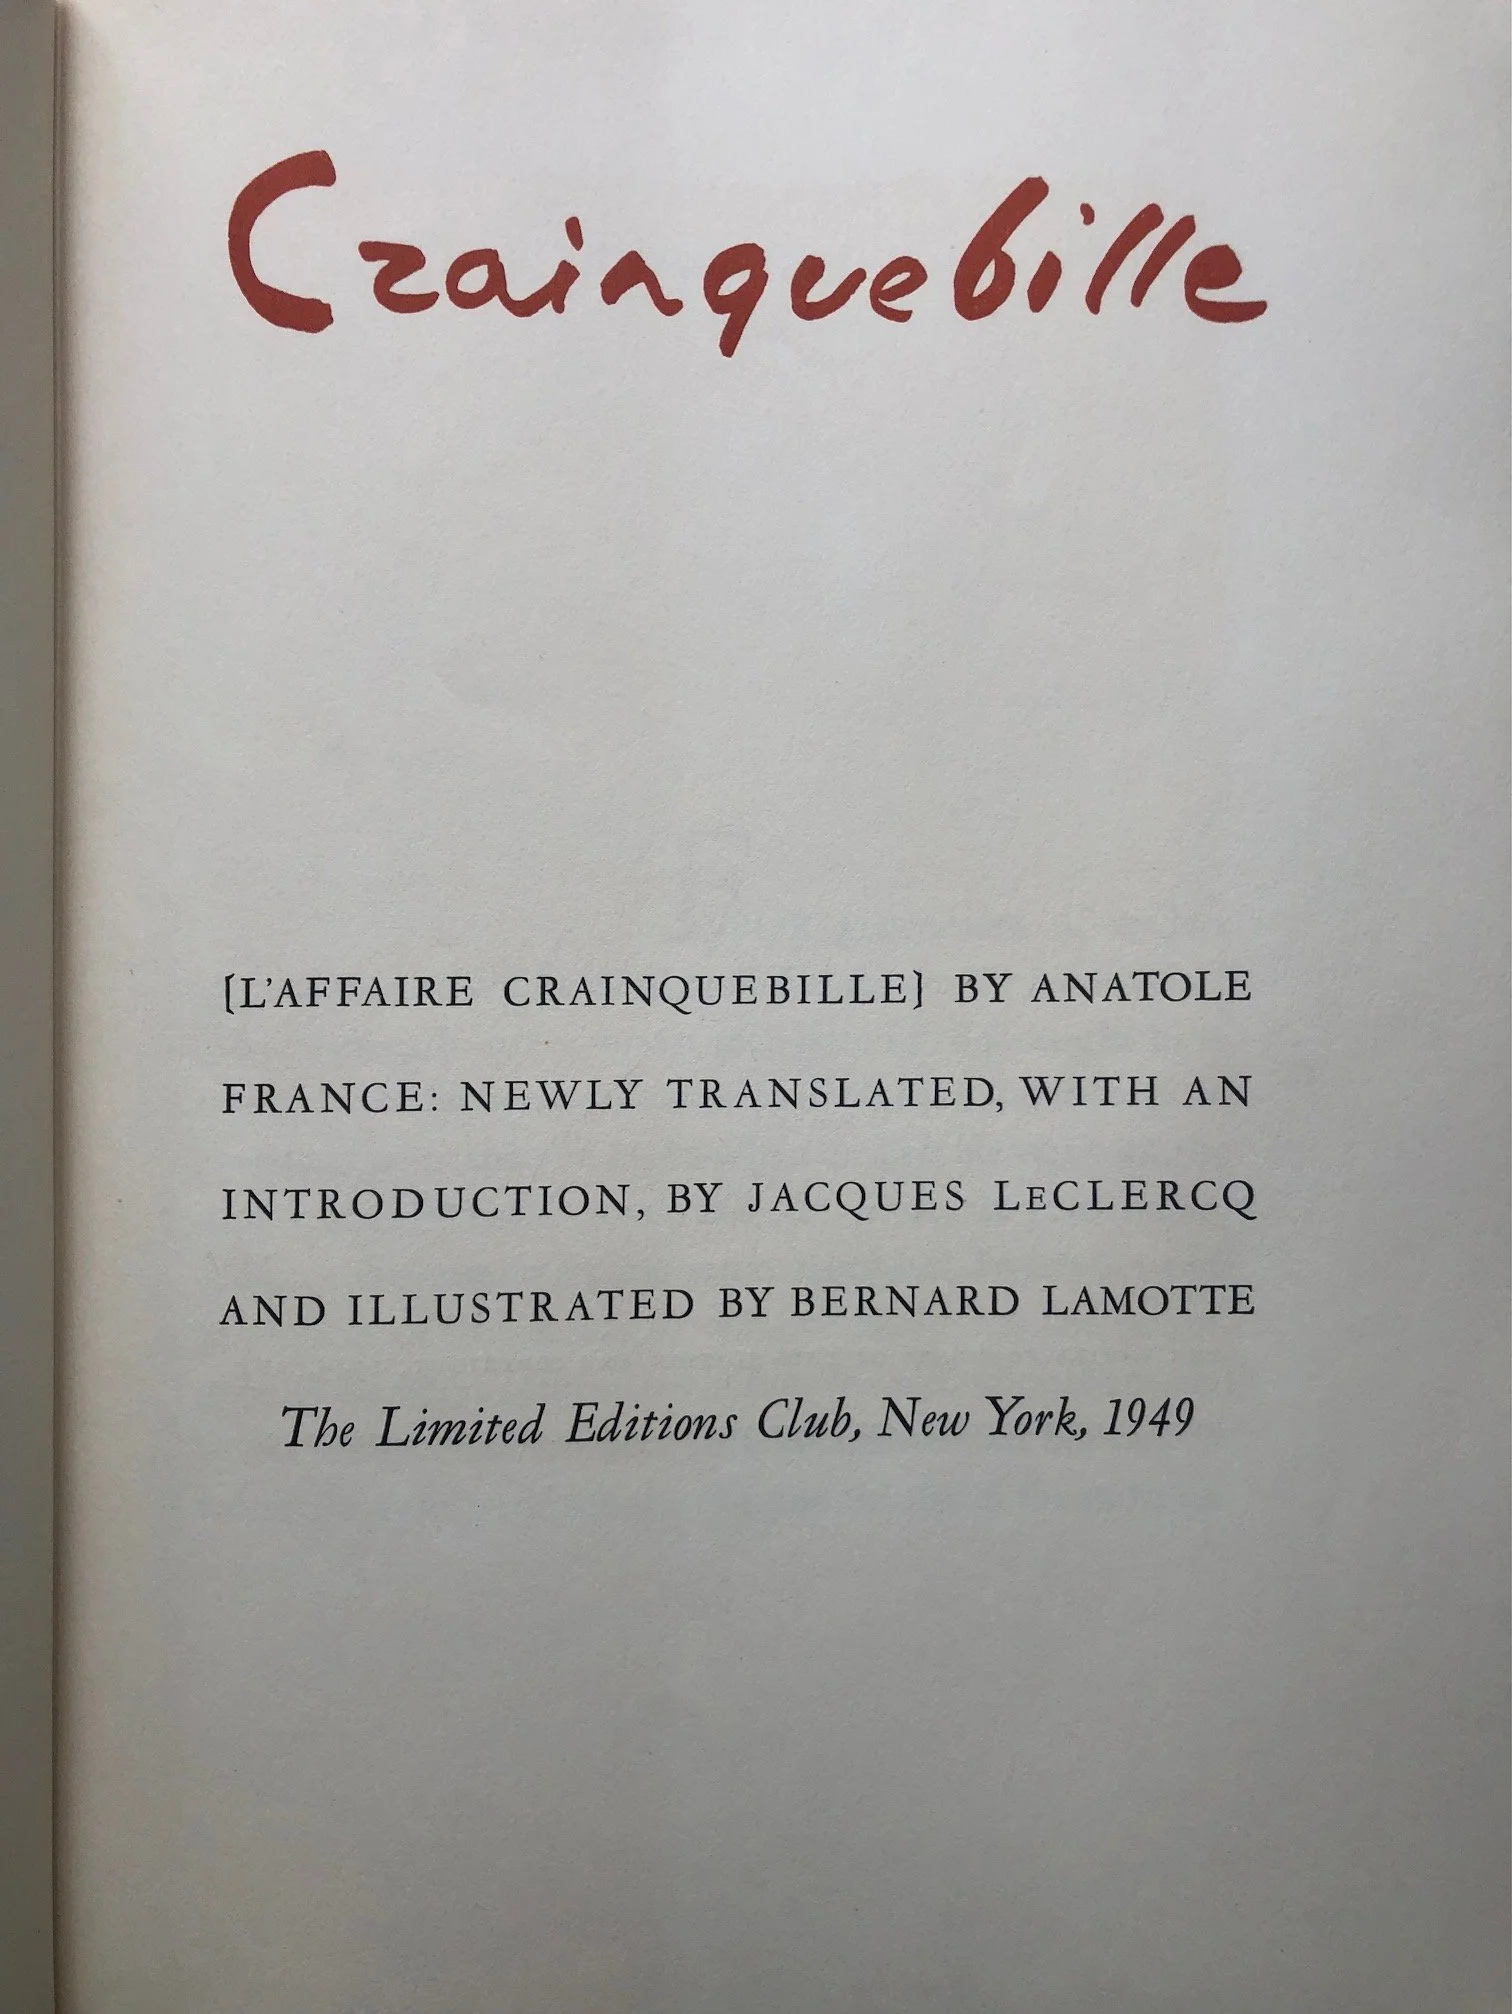 Crainquebille
[L'AFFAIRE CRAINQUEBILLE] BY ANATOLE
FRANCE: NEWLY TRANSLATED, WITH AN
INTRODUCTION, BY JACQUES LECLERCQ
AND ILLUSTRATED BY BERNARD LAMOTTE
The Limited Editions Club, New York, 1949